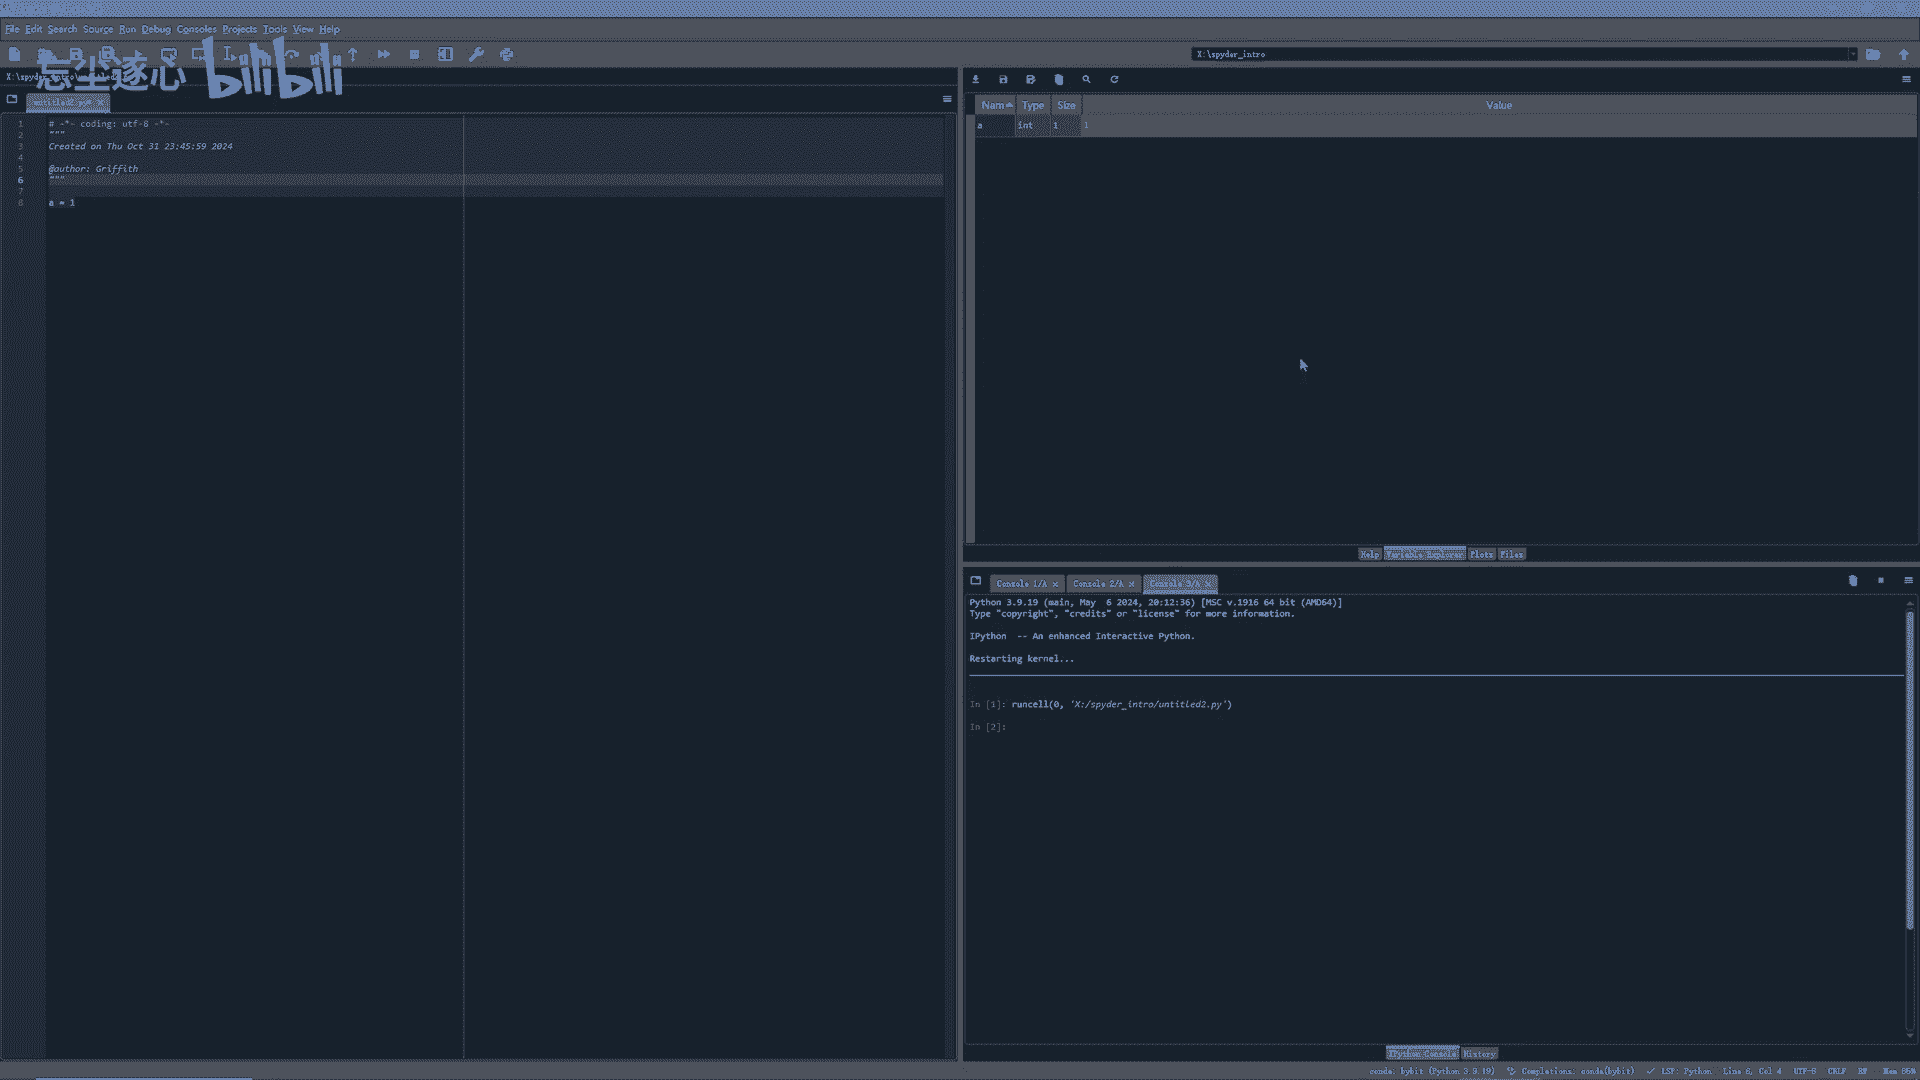 File Edit Search Source Run Debug Consoles Projects Tools View Help
X:\spyder_intro
忘尘逐心 bilibili
untitled2.py*
Nam Type Size Value
a int 1 1
1 # -*- coding: utf-8 -*-
2 """
3 Created on Thu Oct 31 23:45:59 2024
4
5 @author: Griffith
6 """
7
8 a = 1
Help Variable Explorer Plots Files
Console 1/A Console 2/A Console 3/A
Python 3.9.19 (main, May  6 2024, 20:12:36) [MSC v.1916 64 bit (AMD64)]
Type "copyright", "credits" or "license" for more information.
IPython  -- An enhanced Interactive Python.
Restarting kernel...
In [1]: runcell(0, 'X:/spyder_intro/untitled2.py')
In [2]:
IPython Console History
conda: bybit (Python 3.9.19) Completions: conda(bybit) LSP: Python Line 6, Col 4 UTF-8 CRLF RW Mem